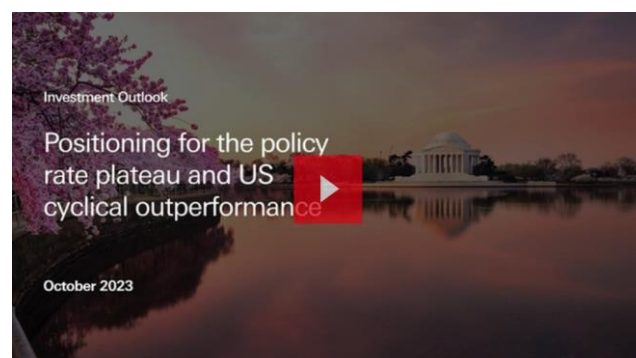 Investment Outlook
Positioning for the policy
rate plateau and US
cyclical outperformance
October 2023